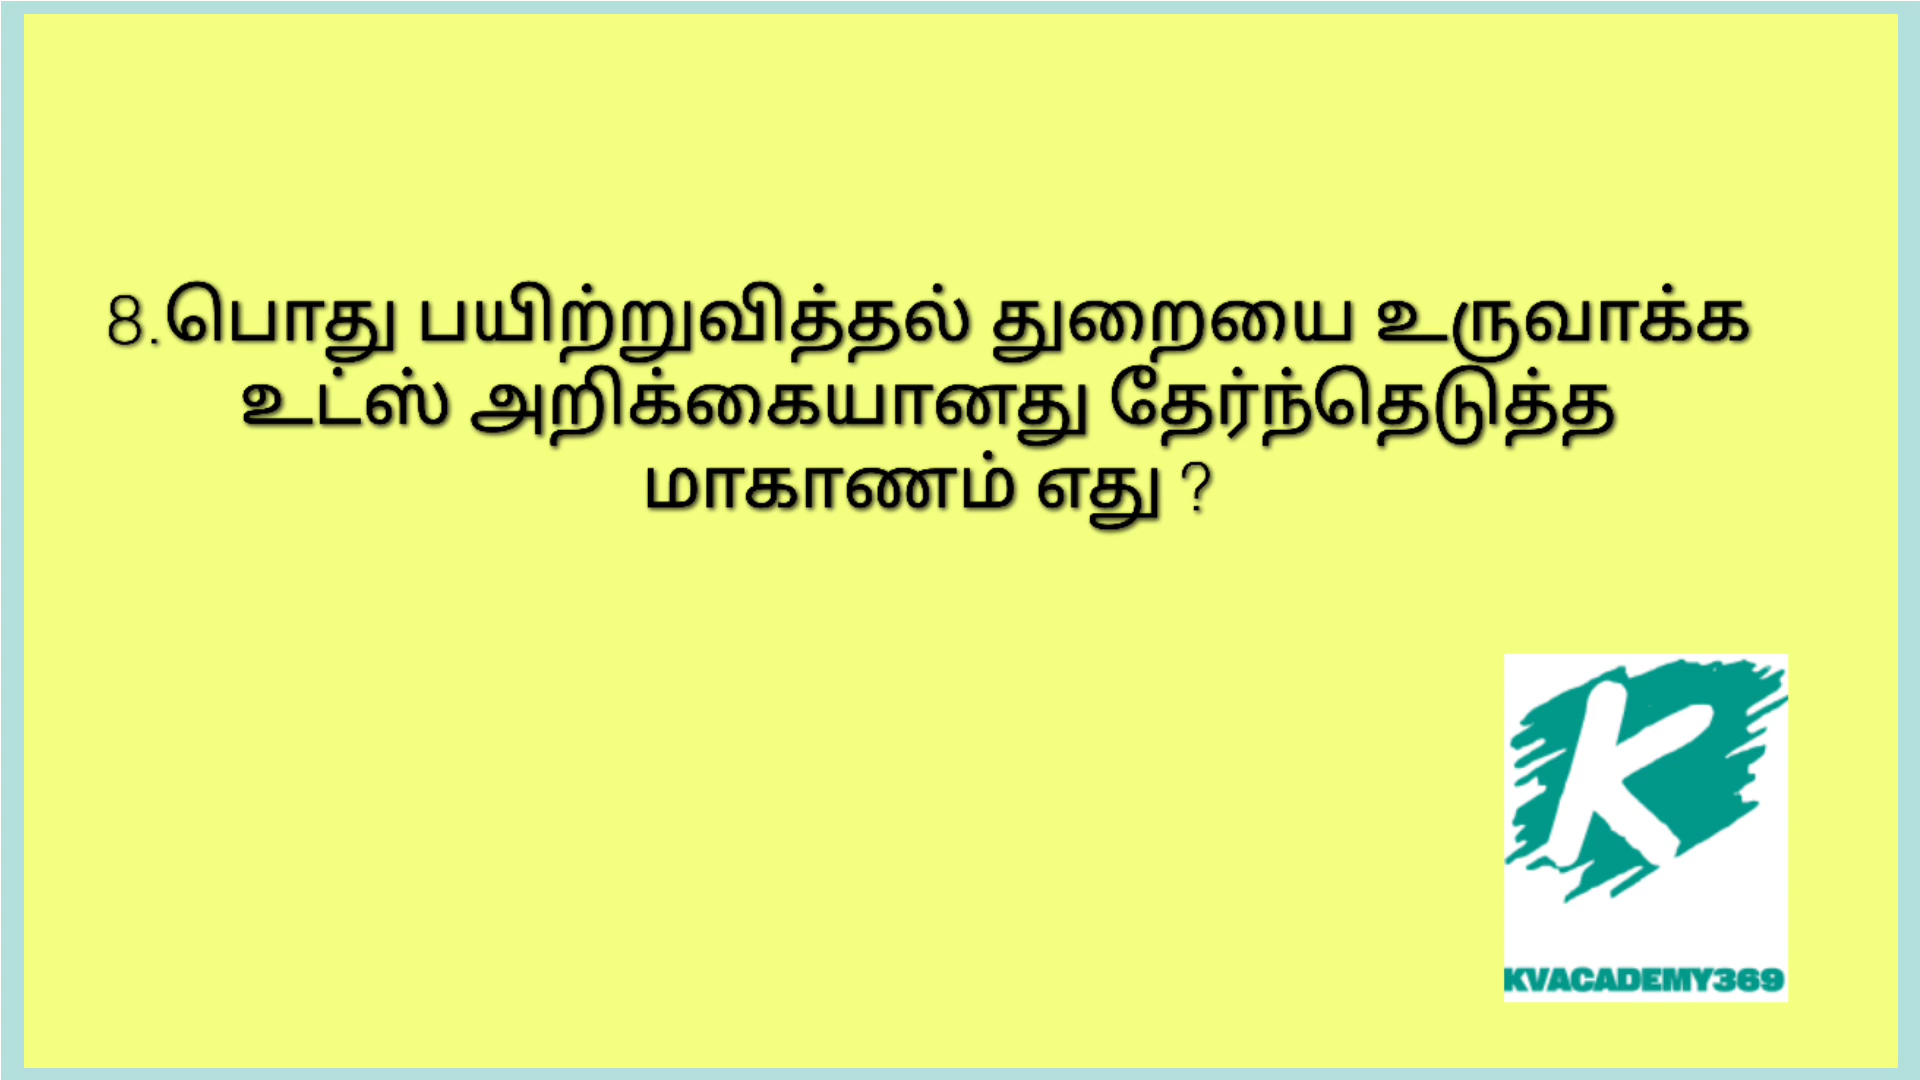 8.பொது பயிற்றுவித்தல் துறையை உருவாக்க
உட்ஸ் அறிக்கையானது தேர்ந்தெடுத்த
மாகாணம் எது ?
K
KVACADEMY369